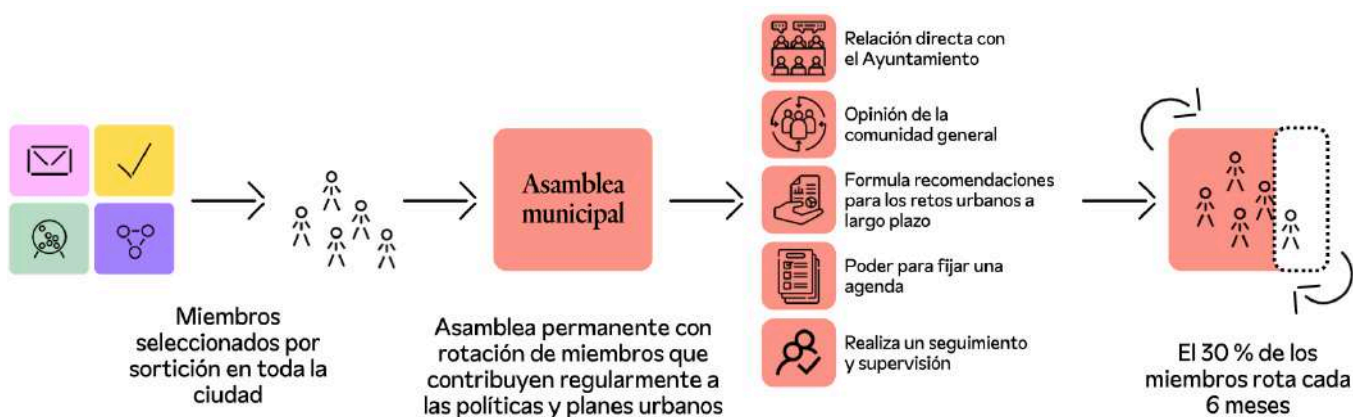 Miembros
seleccionados por
sortición en toda la
ciudad
Asamblea
municipal
Asamblea permanente con
rotación de miembros que
contribuyen regularmente a
las políticas y planes urbanos
Relación directa con
el Ayuntamiento
Opinión de la
comunidad general
Formula recomendaciones
para los retos urbanos a
largo plazo
Poder para fijar una
agenda
Realiza un seguimiento
y supervisión
El 30 % de los
miembros rota cada
6 meses